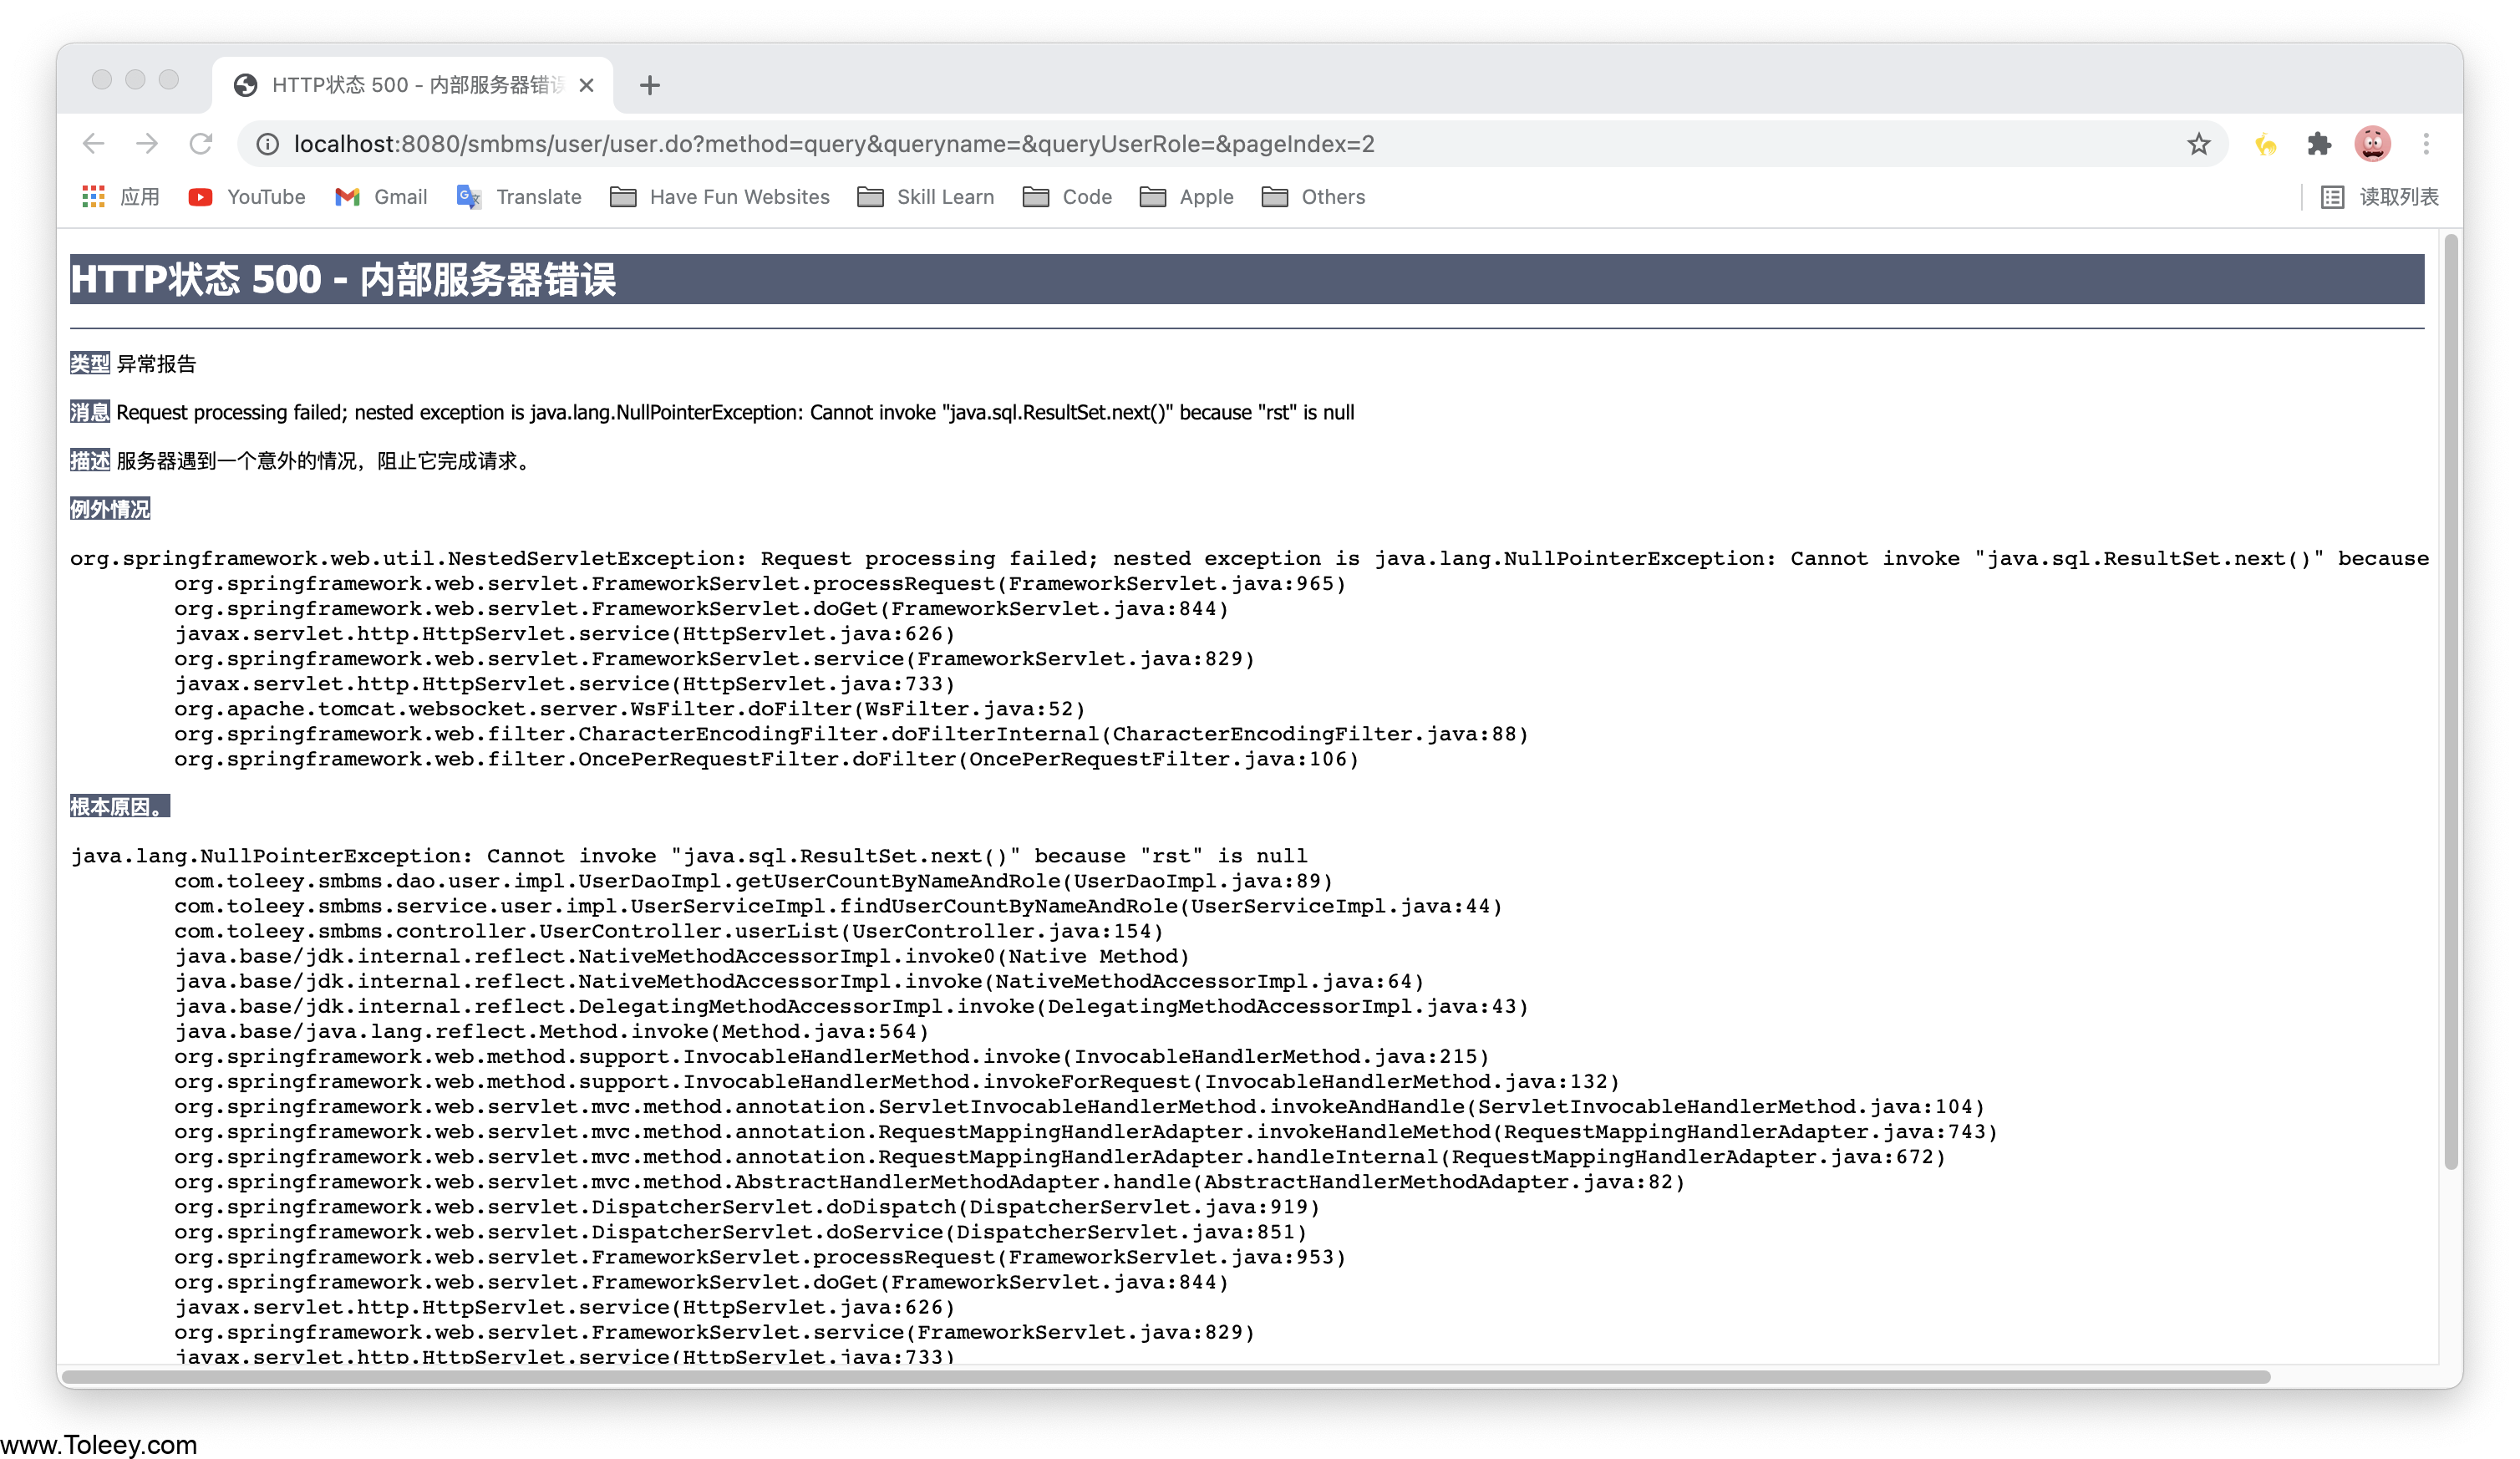 HTTP状态 500 - 内部服务器错误
localhost:8080/smbms/user/user.do?method=query&queryname=&queryUserRole=&pageIndex=2
应用 YouTube Gmail Translate Have Fun Websites Skill Learn Code Apple Others 读取列表
HTTP状态 500 - 内部服务器错误
类型 异常报告
消息 Request processing failed; nested exception is java.lang.NullPointerException: Cannot invoke "java.sql.ResultSet.next()" because "rst" is null
描述 服务器遇到一个意外的情况，阻止它完成请求。
例外情况
org.springframework.web.util.NestedServletException: Request processing failed; nested exception is java.lang.NullPointerException: Cannot invoke "java.sql.ResultSet.next()" because
org.springframework.web.servlet.FrameworkServlet.processRequest(FrameworkServlet.java:965)
org.springframework.web.servlet.FrameworkServlet.doGet(FrameworkServlet.java:844)
javax.servlet.http.HttpServlet.service(HttpServlet.java:626)
org.springframework.web.servlet.FrameworkServlet.service(FrameworkServlet.java:829)
javax.servlet.http.HttpServlet.service(HttpServlet.java:733)
org.apache.tomcat.websocket.server.WsFilter.doFilter(WsFilter.java:52)
org.springframework.web.filter.CharacterEncodingFilter.doFilterInternal(CharacterEncodingFilter.java:88)
org.springframework.web.filter.OncePerRequestFilter.doFilter(OncePerRequestFilter.java:106)
根本原因。
java.lang.NullPointerException: Cannot invoke "java.sql.ResultSet.next()" because "rst" is null
com.toleey.smbms.dao.user.impl.UserDaoImpl.getUserCountByNameAndRole(UserDaoImpl.java:89)
com.toleey.smbms.service.user.impl.UserServiceImpl.findUserCountByNameAndRole(UserServiceImpl.java:44)
com.toleey.smbms.controller.UserController.userList(UserController.java:154)
java.base/jdk.internal.reflect.NativeMethodAccessorImpl.invoke0(Native Method)
java.base/jdk.internal.reflect.NativeMethodAccessorImpl.invoke(NativeMethodAccessorImpl.java:64)
java.base/jdk.internal.reflect.DelegatingMethodAccessorImpl.invoke(DelegatingMethodAccessorImpl.java:43)
java.base/java.lang.reflect.Method.invoke(Method.java:564)
org.springframework.web.method.support.InvocableHandlerMethod.invoke(InvocableHandlerMethod.java:215)
org.springframework.web.method.support.InvocableHandlerMethod.invokeForRequest(InvocableHandlerMethod.java:132)
org.springframework.web.servlet.mvc.method.annotation.ServletInvocableHandlerMethod.invokeAndHandle(ServletInvocableHandlerMethod.java:104)
org.springframework.web.servlet.mvc.method.annotation.RequestMappingHandlerAdapter.invokeHandleMethod(RequestMappingHandlerAdapter.java:743)
org.springframework.web.servlet.mvc.method.annotation.RequestMappingHandlerAdapter.handleInternal(RequestMappingHandlerAdapter.java:672)
org.springframework.web.servlet.mvc.method.AbstractHandlerMethodAdapter.handle(AbstractHandlerMethodAdapter.java:82)
org.springframework.web.servlet.DispatcherServlet.doDispatch(DispatcherServlet.java:919)
org.springframework.web.servlet.DispatcherServlet.doService(DispatcherServlet.java:851)
org.springframework.web.servlet.FrameworkServlet.processRequest(FrameworkServlet.java:953)
org.springframework.web.servlet.FrameworkServlet.doGet(FrameworkServlet.java:844)
javax.servlet.http.HttpServlet.service(HttpServlet.java:626)
org.springframework.web.servlet.FrameworkServlet.service(FrameworkServlet.java:829)
javax.servlet.http.HttpServlet.service(HttpServlet.java:733)
www.Toleey.com